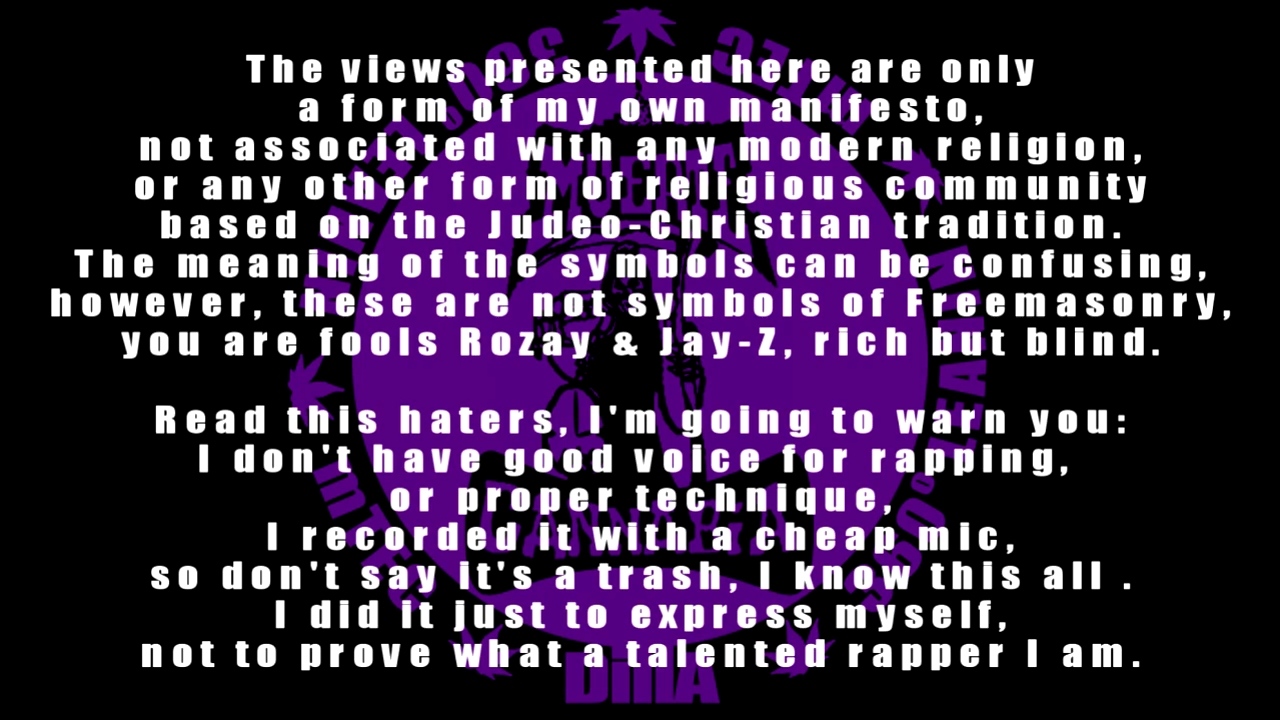 The views presented here are only
a form of my own manifesto,
not associated with any modern religion,
or any other form of religious community
based on the Judeo-Christian tradition.
The meaning of the symbols can be confusing,
however, these are not symbols of Freemasonry,
you are fools Rozay & Jay-Z, rich but blind.
Read this haters, I'm going to warn you:
I don't have good voice for rapping,
or proper technique,
I recorded it with a cheap mic,
so don't say it's a trash, I know this all .
I did it just to express myself,
not to prove what a talented rapper I am.